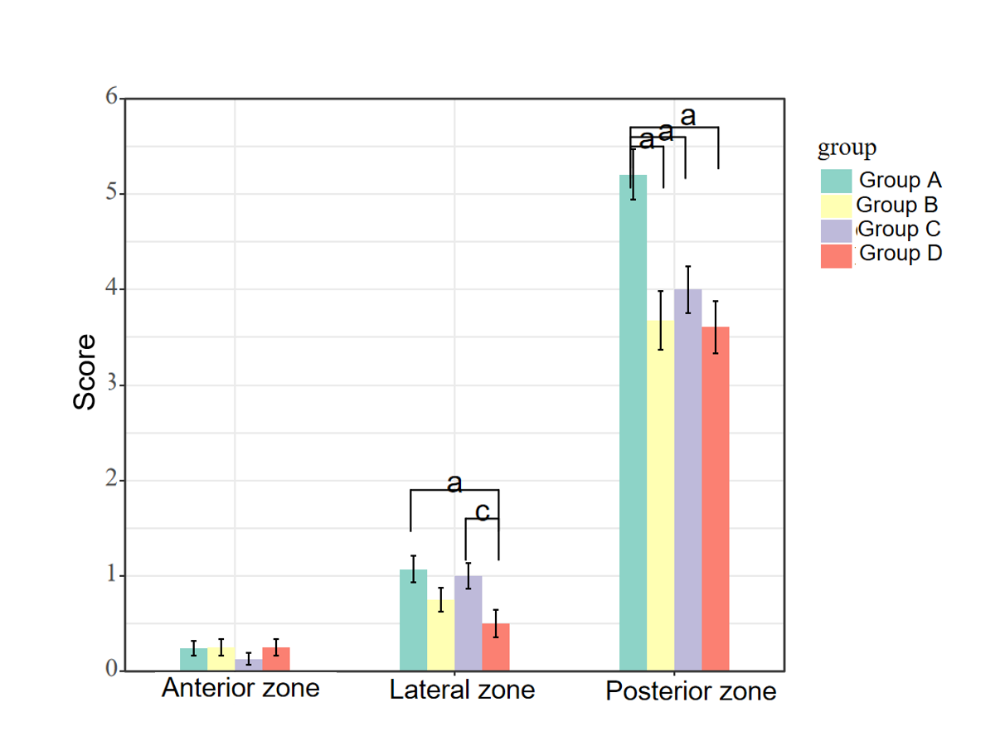 6
a
a
a
group
5
Group A
Group B
Group C
Group D
4
Score
3
2
a
c
1
0
Anterior zone
Lateral zone
Posterior zone